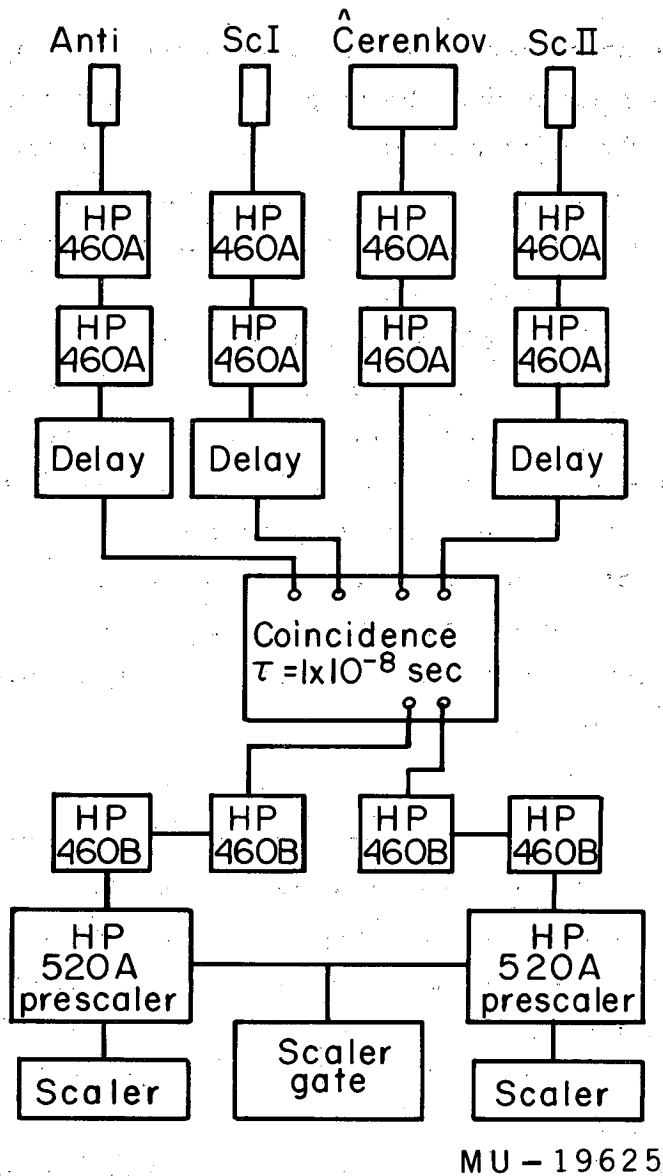 Anti ScI Ĉerenkov ScII
HP HP HP HP
460A 460A 460A 460A
HP HP HP HP
460A 460A 460A 460A
Delay Delay Delay
Coincidence
τ =1x10⁻⁸ sec
HP HP HP HP
460B 460B 460B 460B
HP HP
520A 520A
prescaler prescaler
Scaler
gate
Scaler Scaler
MU – 19625